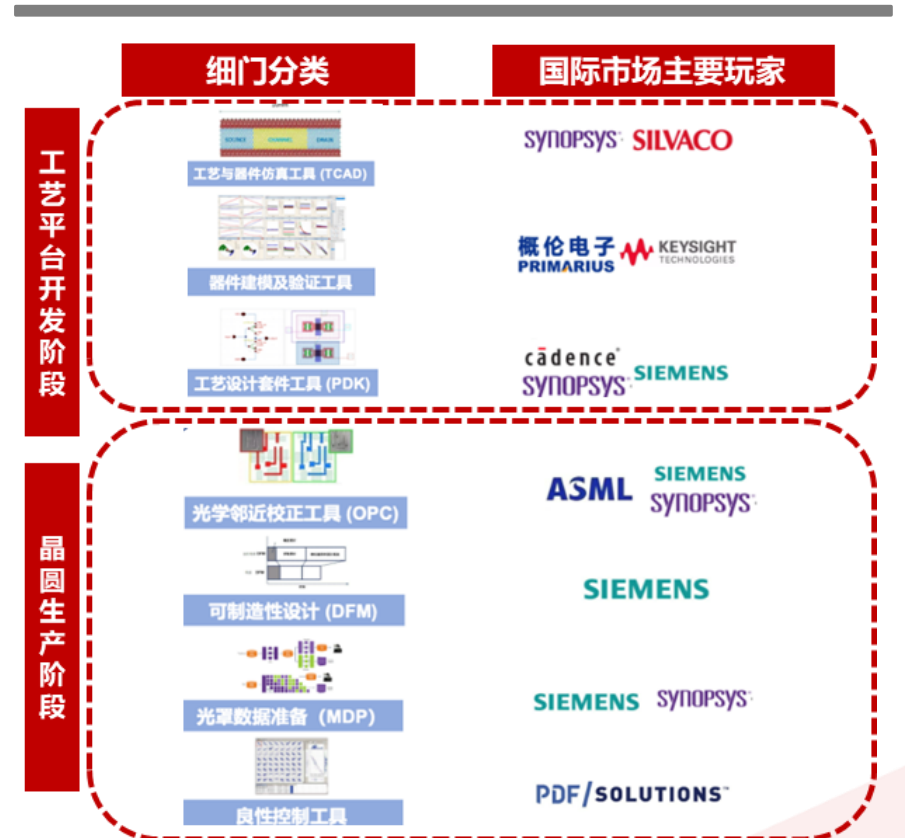 细门分类
国际市场主要玩家
工艺平台开发阶段
SOURCE CHANNEL DRAIN
工艺与器件仿真工具 (TCAD)
SYNOPSYS SILVACO
器件建模及验证工具
概伦电子
PRIMARIUS
KEYSIGHT
TECHNOLOGIES
工艺设计套件工具 (PDK)
cādence
SYNOPSYS
SIEMENS
晶圆生产阶段
光学邻近校正工具 (OPC)
ASML
SIEMENS
SYNOPSYS
可制造性设计 (DFM)
SIEMENS
光罩数据准备（MDP）
SIEMENS SYNOPSYS
良性控制工具
PDF/SOLUTIONS™